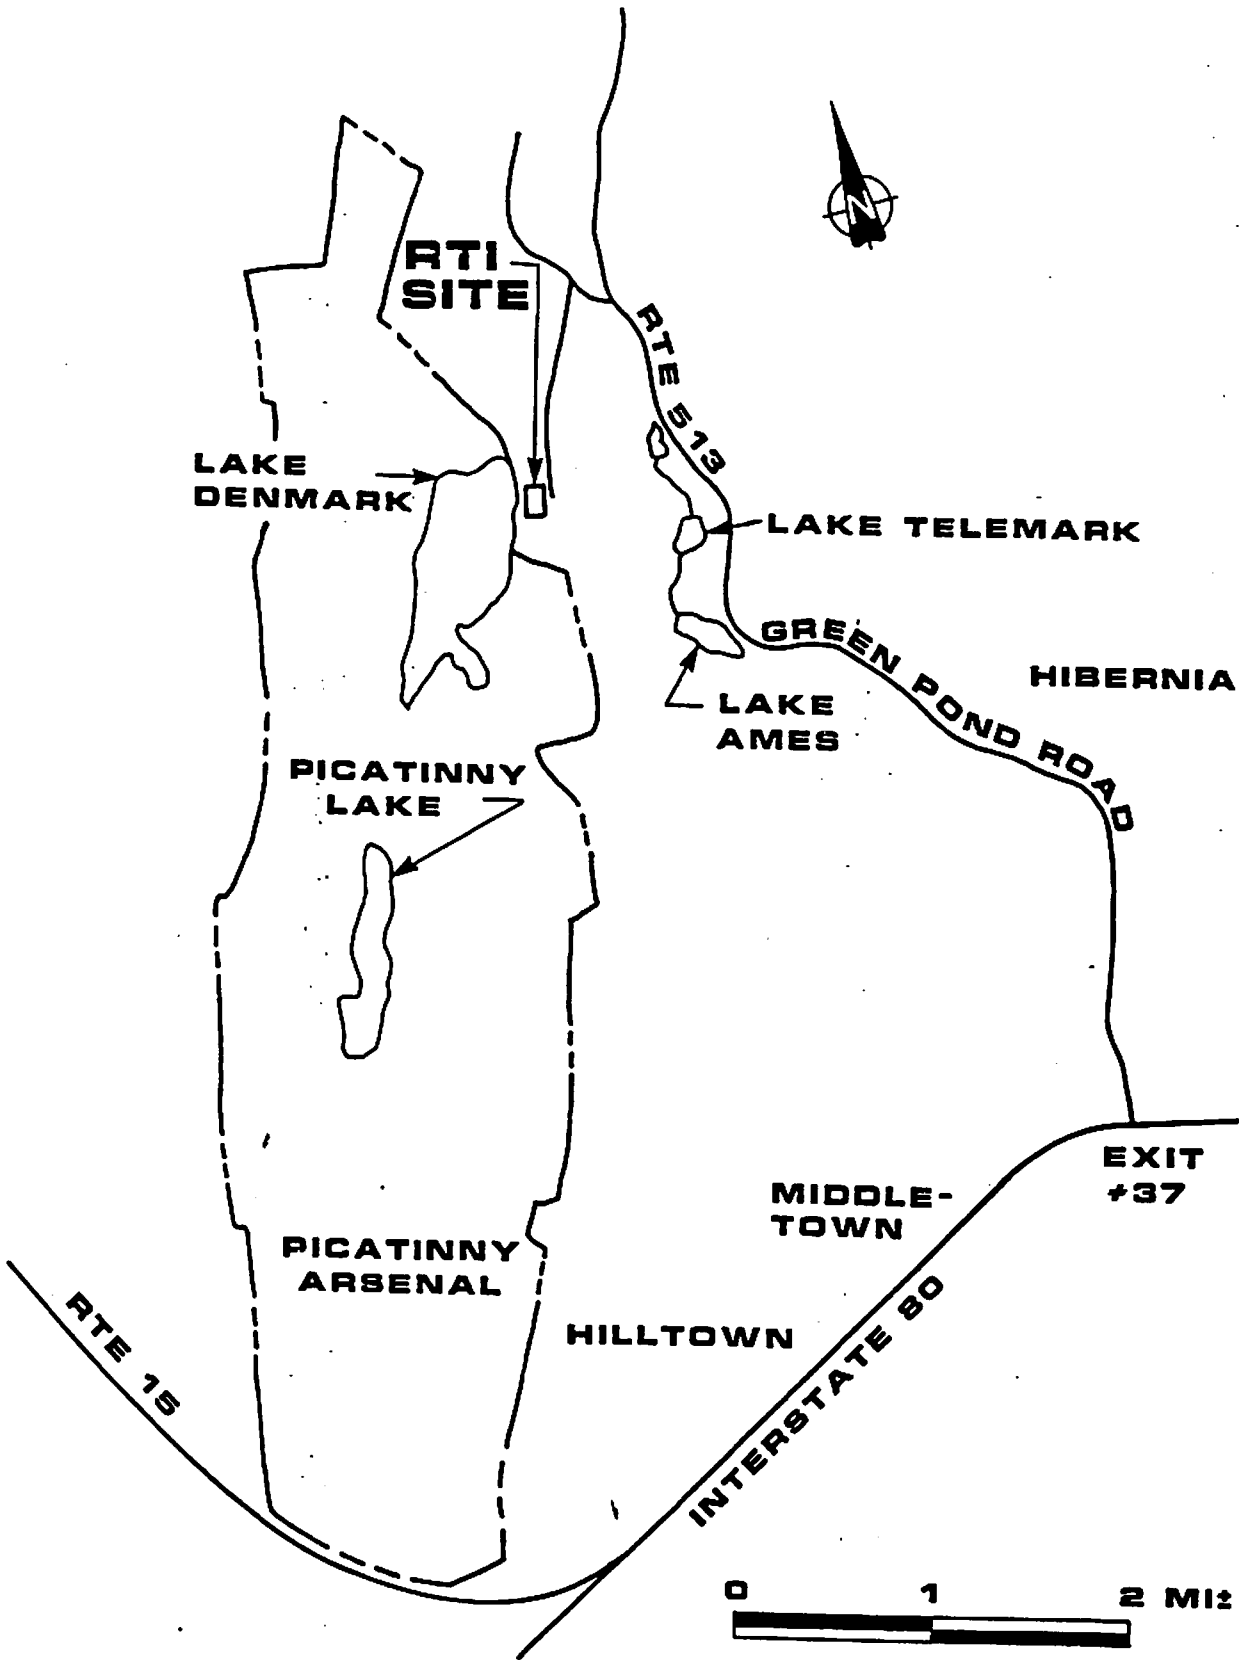 N
RTI
SITE
RTE 513
LAKE
DENMARK
LAKE TELEMARK
GREEN POND ROAD
HIBERNIA
LAKE
AMES
PICATINNY
LAKE
EXIT
#37
MIDDLE-
TOWN
PICATINNY
ARSENAL
RTE 15
HILLTOWN
INTERSTATE 80
0 1 2 MI±